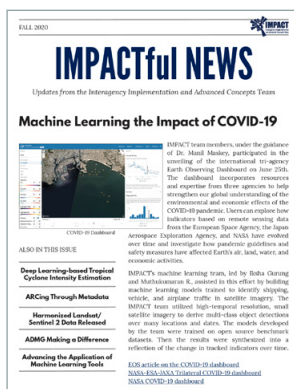 FALL 2020
IMPACT
IMPACTful NEWS
Updates from the Interagency Implementation and Advanced Concepts Team
Machine Learning the Impact of COVID-19
IMPACT team members, under the guidance
of Dr. Manil Maskey, participated in the
unveiling of the international tri-agency
Earth Observing Dashboard on June 25th.
The dashboard incorporates resources
and expertise from three agencies to help
strengthen our global understanding of the
environmental and economic effects of the
COVID-19 pandemic. Users can explore how
indicators based on remote sensing data
from the European Space Agency, the Japan
Aerospace Exploration Agency, and NASA have evolved
over time and investigate how pandemic guidelines and
safety measures have affected Earth's air, land, water, and
economic activities.
COVID-19 Dashboard
ALSO IN THIS ISSUE
Deep Learning-based Tropical
Cyclone Intensity Estimation
ARCing Through Metadata
Harmonized Landsat/
Sentinel 2 Data Released
ADMG Making a Difference
Advancing the Application of
Machine Learning Tools
IMPACT's machine learning team, led by Iksha Gurung
and Muthukumaran R., assisted in this effort by building
machine learning models trained to identify shipping,
vehicle, and airplane traffic in satellite imagery. The
IMPACT team utilized high-temporal resolution, small
satellite imagery to derive multi-class object detections
over many locations and dates. The models developed
by the team were trained on open source benchmark
datasets. Then the results were synthesized into a
reflection of the change in tracked indicators over time.
EOS article on the COVID-19 dashboard
NASA-ESA-JAXA Trilateral COVID-19 dashboard
NASA COVID-19 dashboard